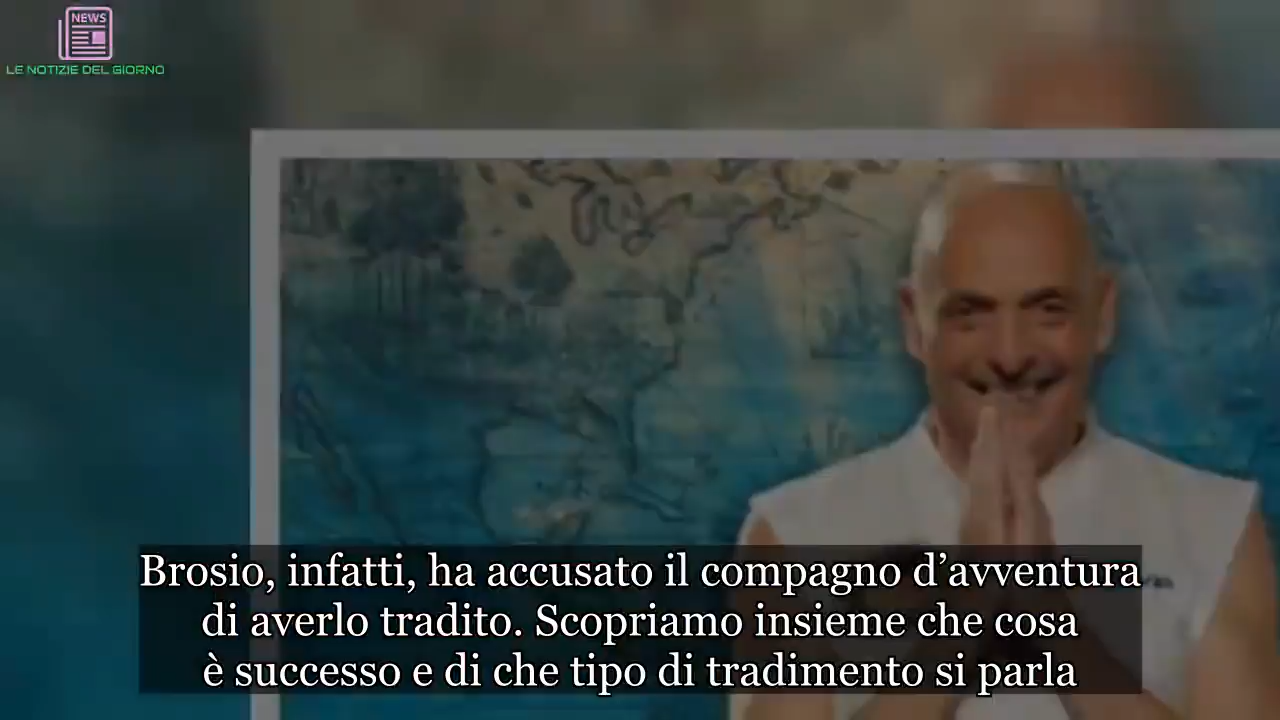 NEWS
LE NOTIZIE DEL GIORNO
Brosio, infatti, ha accusato il compagno d’avventura
di averlo tradito. Scopriamo insieme che cosa
è successo e di che tipo di tradimento si parla